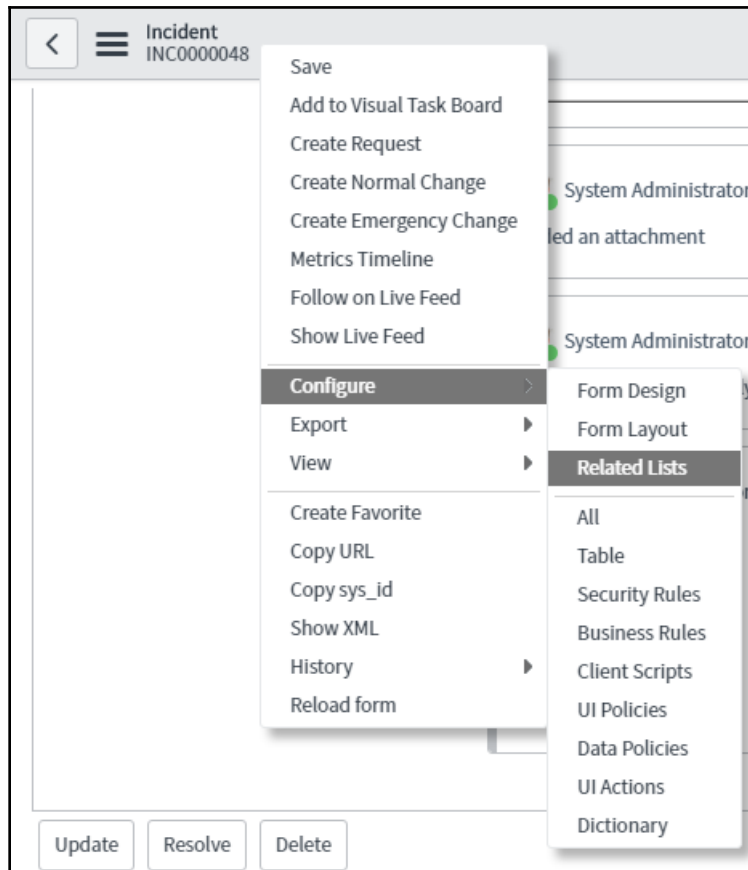 Incident
INC0000048
Save
Add to Visual Task Board
Create Request
Create Normal Change
Create Emergency Change
Metrics Timeline
Follow on Live Feed
Show Live Feed
Configure
Export
View
Create Favorite
Copy URL
Copy sys_id
Show XML
History
Reload form
System Administrator
an attachment
System Administrator
Form Design
Form Layout
Related Lists
All
Table
Security Rules
Business Rules
Client Scripts
UI Policies
Data Policies
UI Actions
Dictionary
Update Resolve Delete